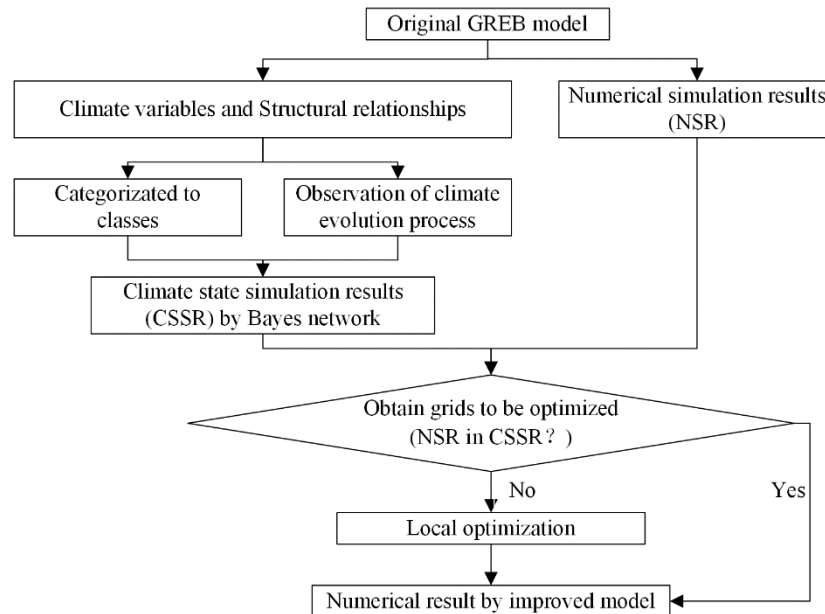 Original GREB model
Climate variables and Structural relationships
Numerical simulation results
(NSR)
Categorizated to
classes
Observation of climate
evolution process
Climate state simulation results
(CSSR) by Bayes network
Obtain grids to be optimized
(NSR in CSSR？)
No
Yes
Local optimization
Numerical result by improved model